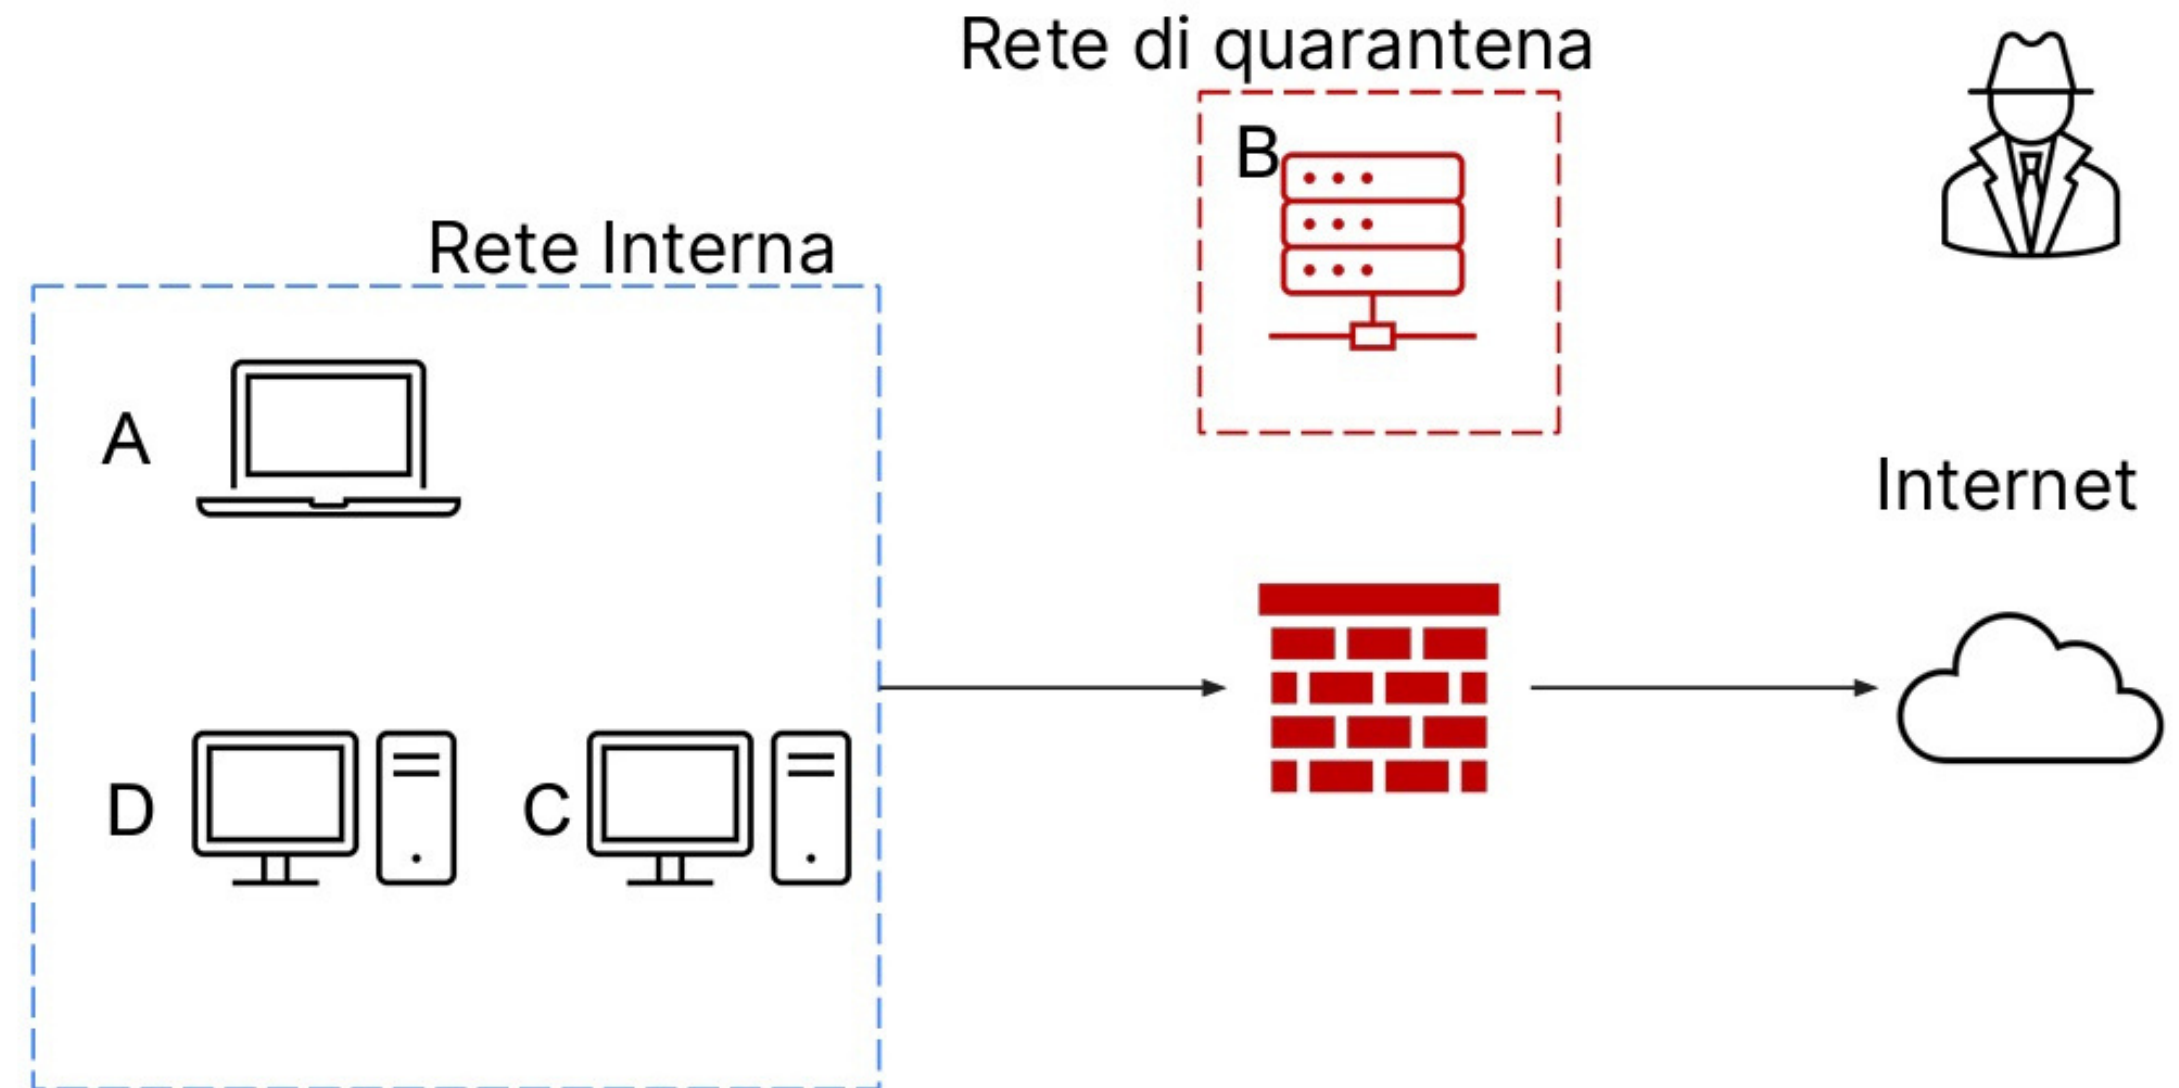 Rete di quarantena
B
Rete Interna
A
Internet
D
C